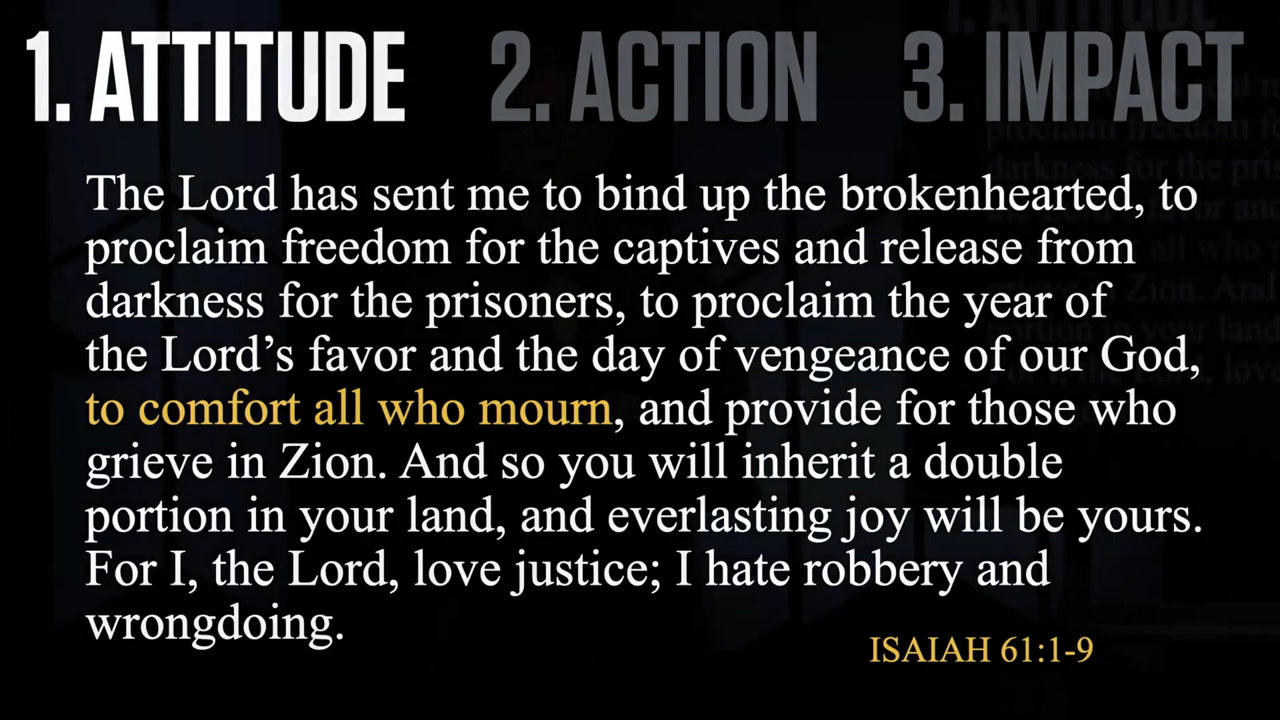 1. ATTITUDE 2. ACTION 3. IMPACT
The Lord has sent me to bind up the brokenhearted, to
proclaim freedom for the captives and release from
darkness for the prisoners, to proclaim the year of
the Lord’s favor and the day of vengeance of our God,
to comfort all who mourn, and provide for those who
grieve in Zion. And so you will inherit a double
portion in your land, and everlasting joy will be yours.
For I, the Lord, love justice; I hate robbery and
wrongdoing.
ISAIAH 61:1-9